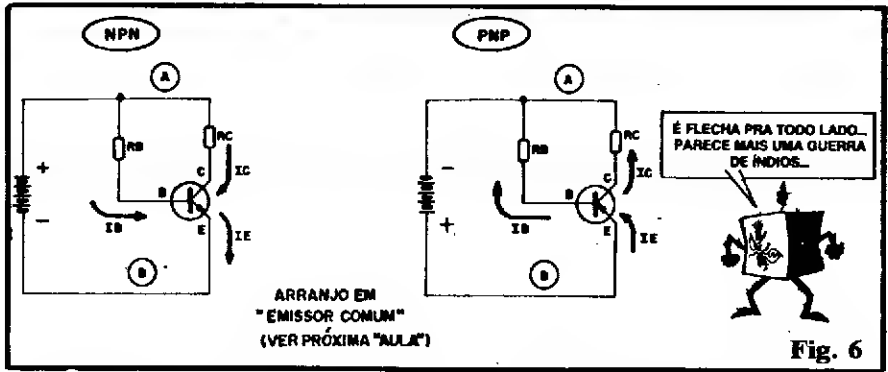 NPN
A
RB
RC
+
-
C
B
E
IC
IB
IE
B
PNP
A
RB
RC
-
+
C
B
E
IC
IB
IE
B
ARRANJO EM
"EMISSOR COMUM"
(VER PRÓXIMA "AULA")
É FLECHA PRA TODO LADO...
PARECE MAIS UMA GUERRA
DE ÍNDIOS...
Fig. 6